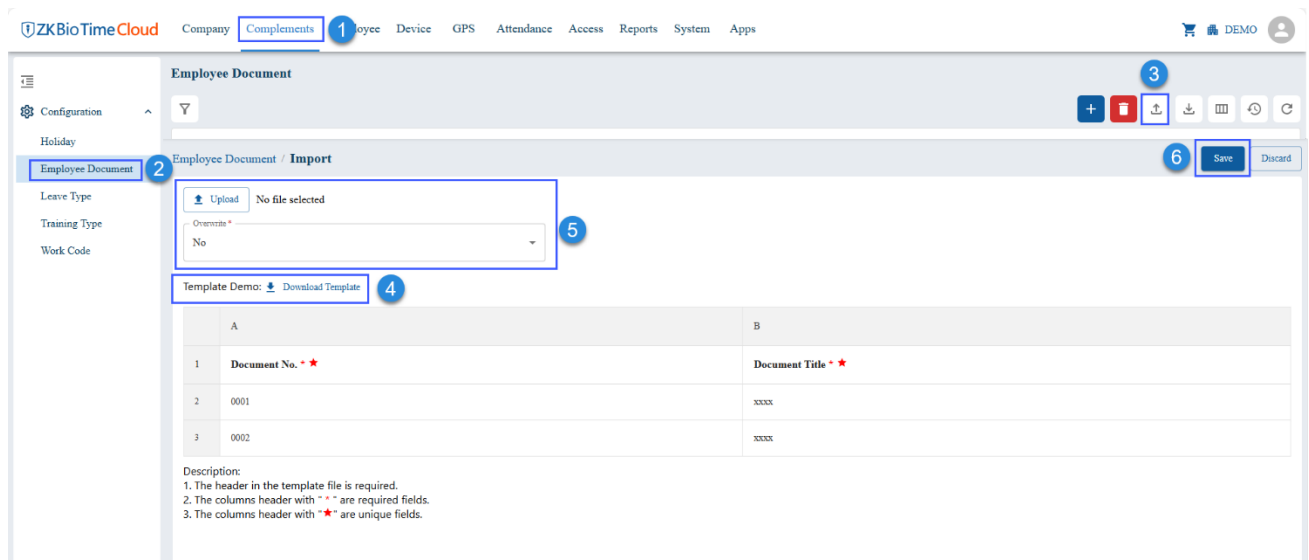 ZKBioTime Cloud Company Complements 1 oyee Device GPS Attendance Access Reports System Apps DEMO
Employee Document
3
Configuration
Holiday
Employee Document 2
Employee Document / Import
6 Save Discard
Leave Type
Training Type
Work Code
Upload No file selected
Overwrite *
No
5
Template Demo: Download Template 4
A B
1 Document No. * ★ Document Title * ★
2 0001 xxxx
3 0002 xxxx
Description:
1. The header in the template file is required.
2. The columns header with " * " are required fields.
3. The columns header with "★" are unique fields.